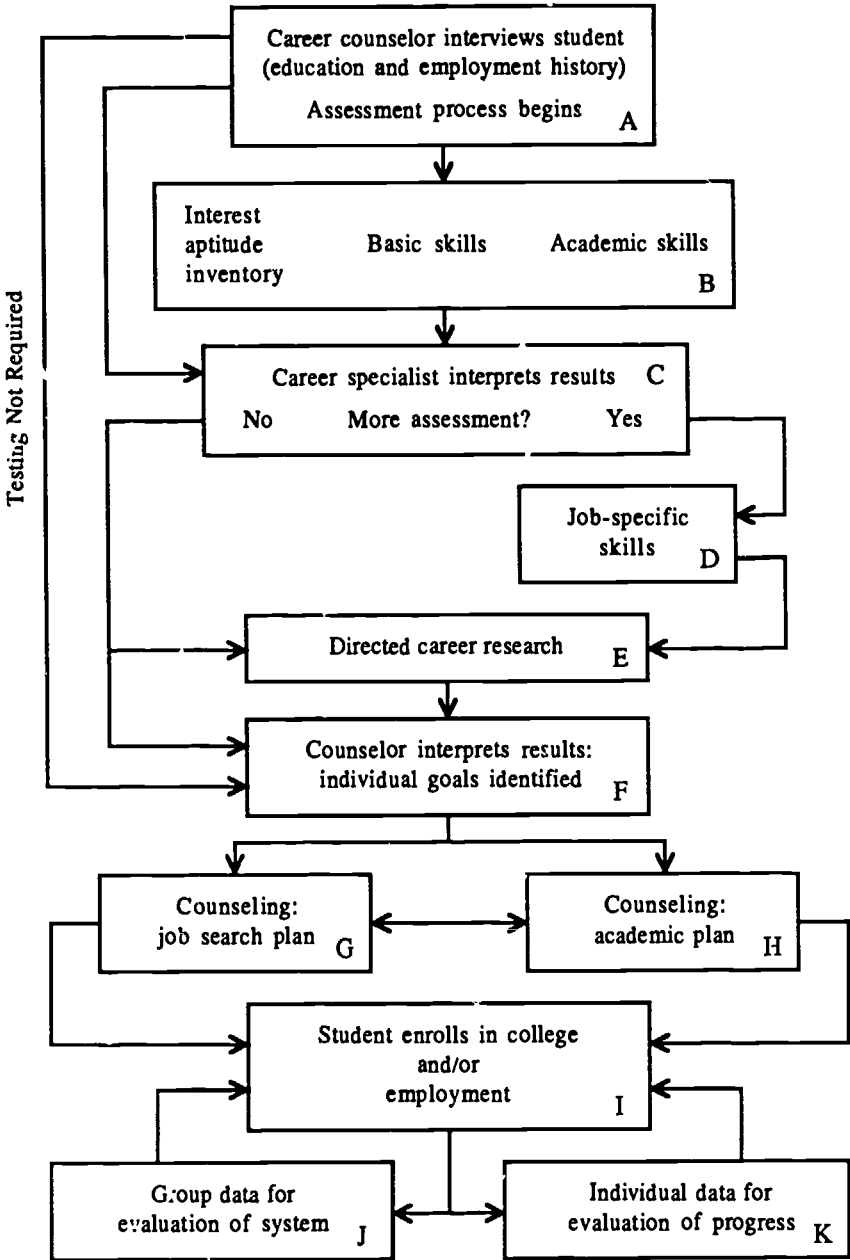 Career counselor interviews student
(education and employment history)
Assessment process begins
A
Interest
aptitude
inventory
Basic skills
Academic skills
B
Testing Not Required
Career specialist interprets results C
No More assessment? Yes
Job-specific
skills
D
Directed career research
E
Counselor interprets results:
individual goals identified
F
Counseling:
job search plan
G
Counseling:
academic plan
H
Student enrolls in college
and/or
employment
I
Group data for
evaluation of system
J
Individual data for
evaluation of progress
K